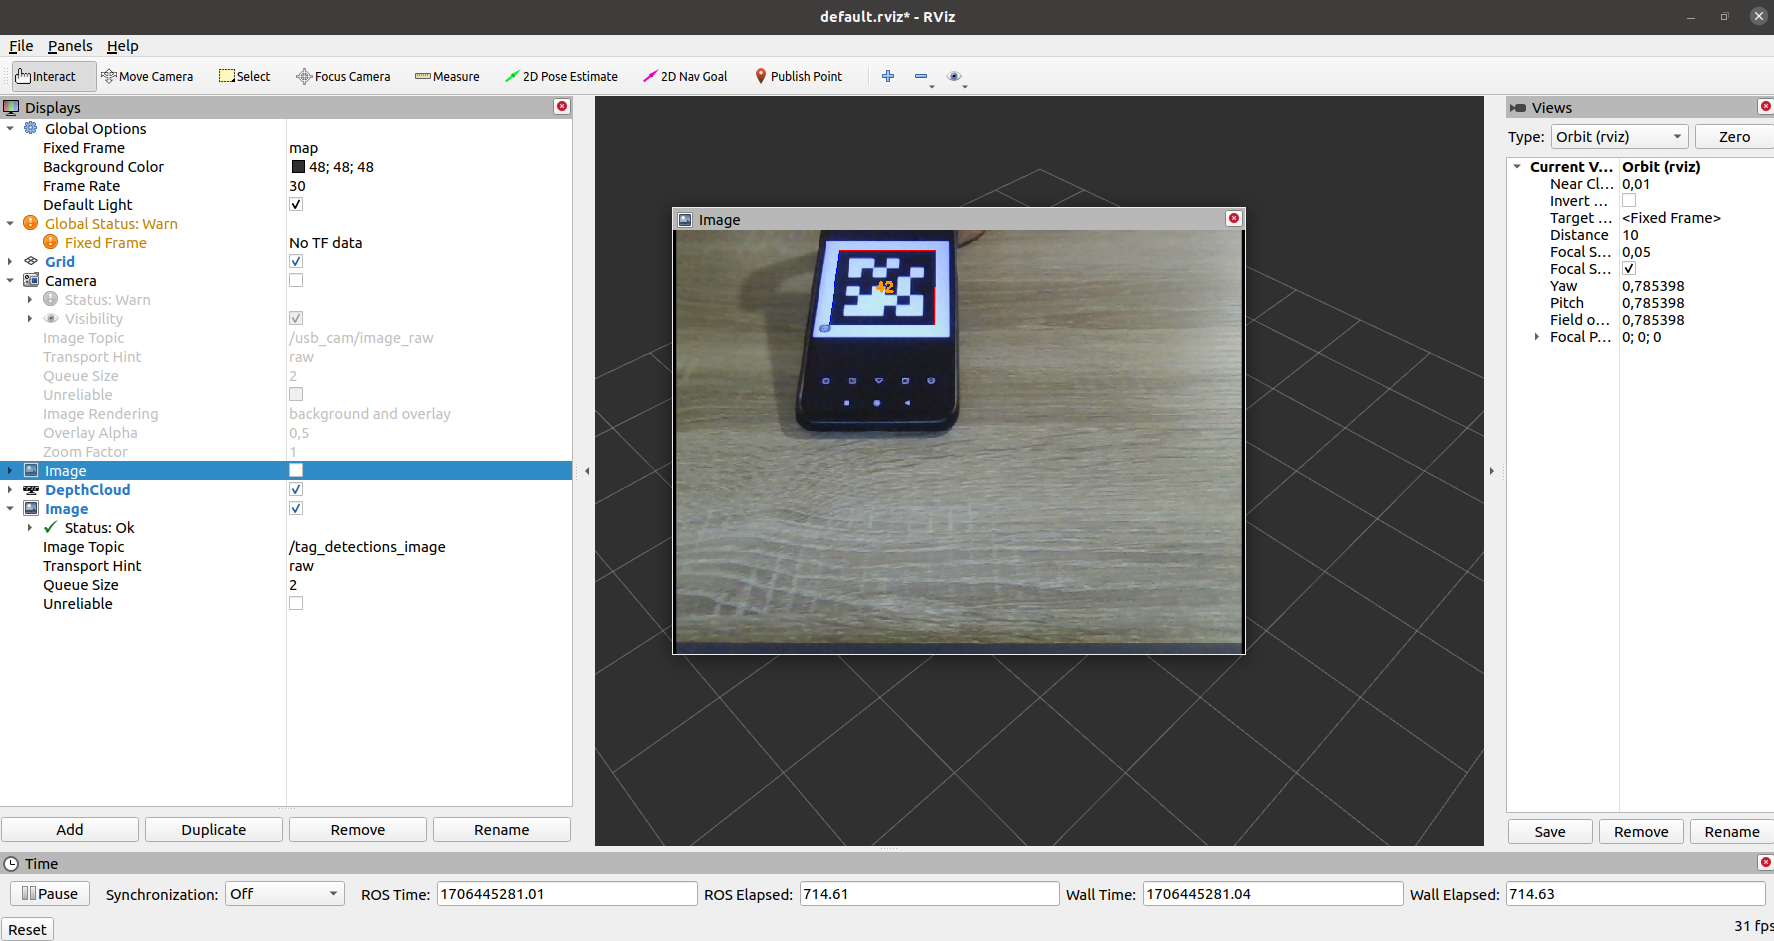 default.rviz* - RViz
File Panels Help
Interact Move Camera Select Focus Camera Measure 2D Pose Estimate 2D Nav Goal Publish Point
Displays
Global Options
Fixed Frame map
Background Color 48; 48; 48
Frame Rate 30
Default Light
Global Status: Warn
Fixed Frame No TF data
Grid
Camera
Status: Warn
Visibility
Image Topic /usb_cam/image_raw
Transport Hint raw
Queue Size 2
Unreliable
Image Rendering background and overlay
Overlay Alpha 0,5
Zoom Factor 1
Image
DepthCloud
Image
Status: Ok
Image Topic /tag_detections_image
Transport Hint raw
Queue Size 2
Unreliable
Add Duplicate Remove Rename
Image
42
Views
Type: Orbit (rviz) Zero
Current V... Orbit (rviz)
Near Cl... 0,01
Invert ...
Target ... <Fixed Frame>
Distance 10
Focal S... 0,05
Focal S...
Yaw 0,785398
Pitch 0,785398
Field o... 0,785398
Focal P... 0; 0; 0
Save Remove Rename
Time
Pause Synchronization: Off ROS Time: 1706445281.01 ROS Elapsed: 714.61 Wall Time: 1706445281.04 Wall Elapsed: 714.63
Reset 31 fps